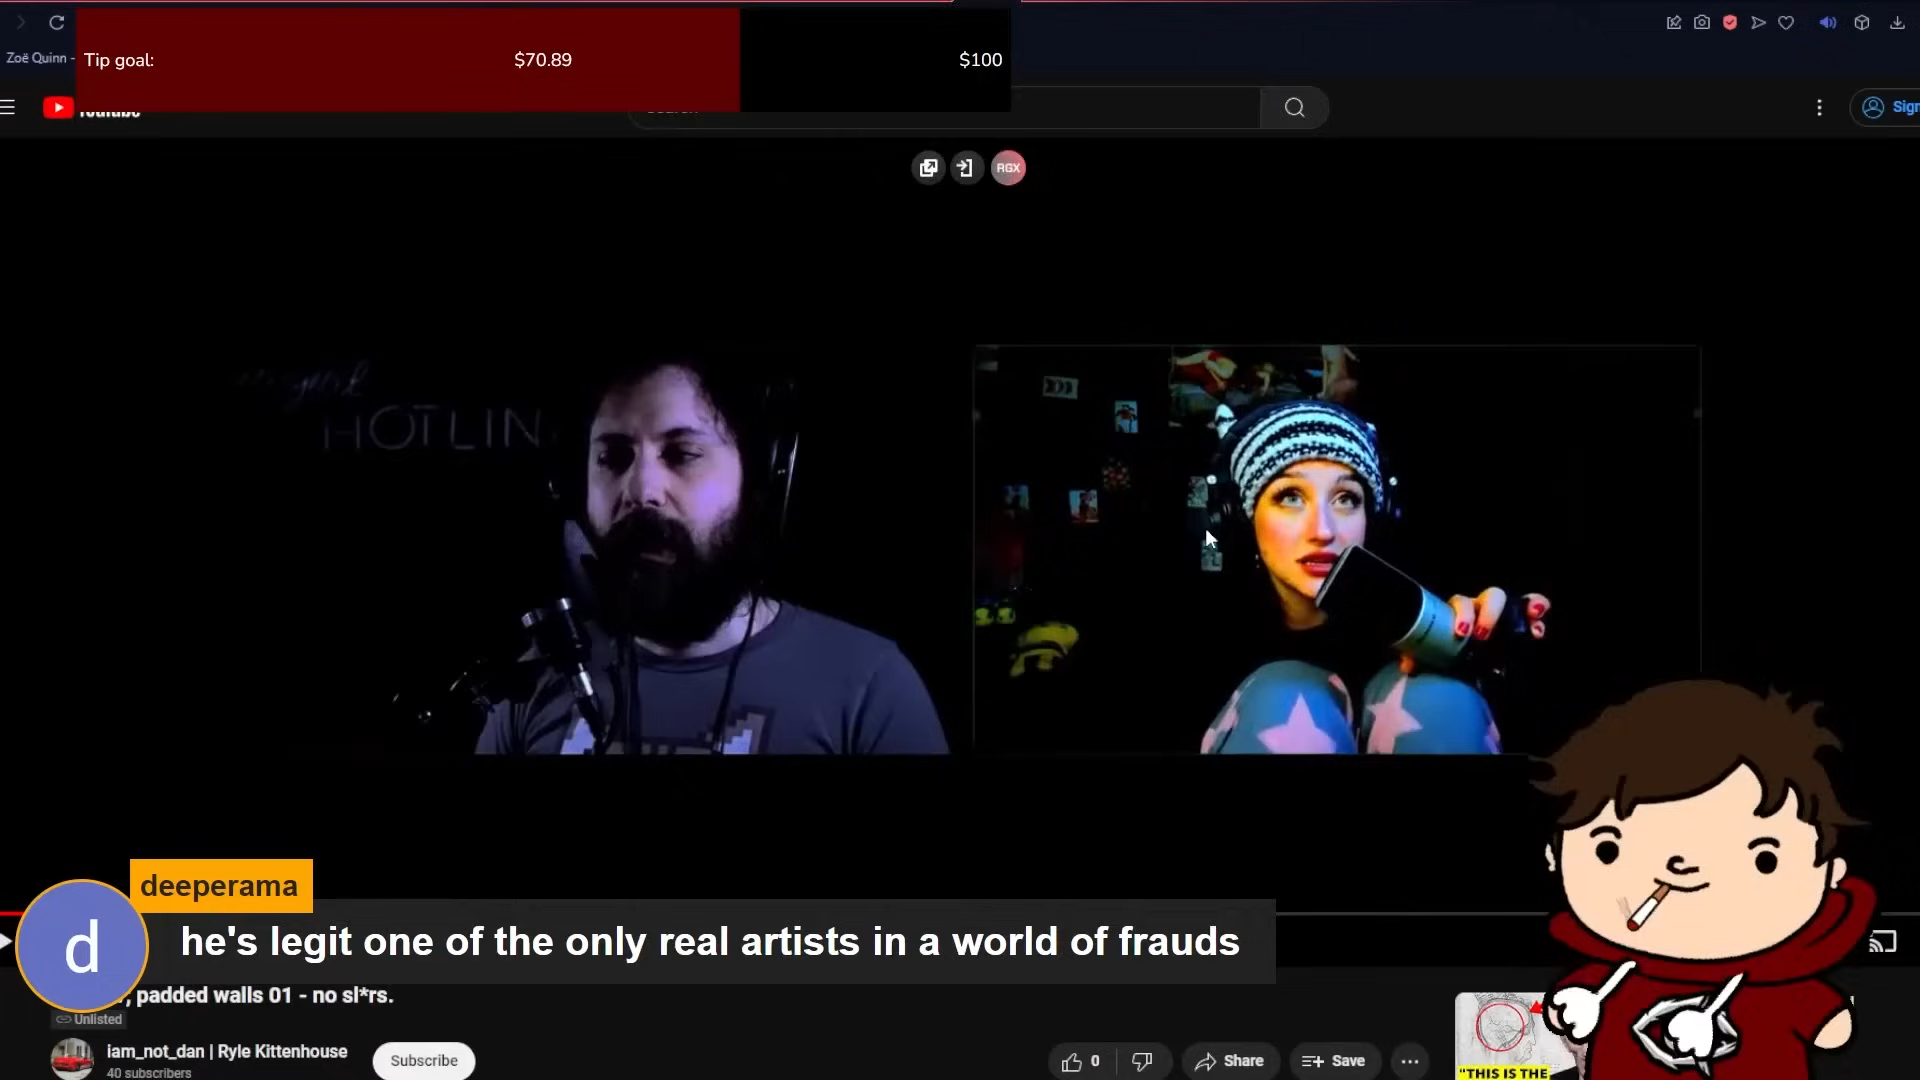 Zoë Quinn -
Tip goal:
$70.89
$100
Sign
RGX
HOTLIN
deeperama
d
he's legit one of the only real artists in a world of frauds
, padded walls 01 - no sl*rs.
Unlisted
iam_not_dan | Ryle Kittenhouse
40 subscribers
Subscribe
0
Share
Save
"THIS IS THE